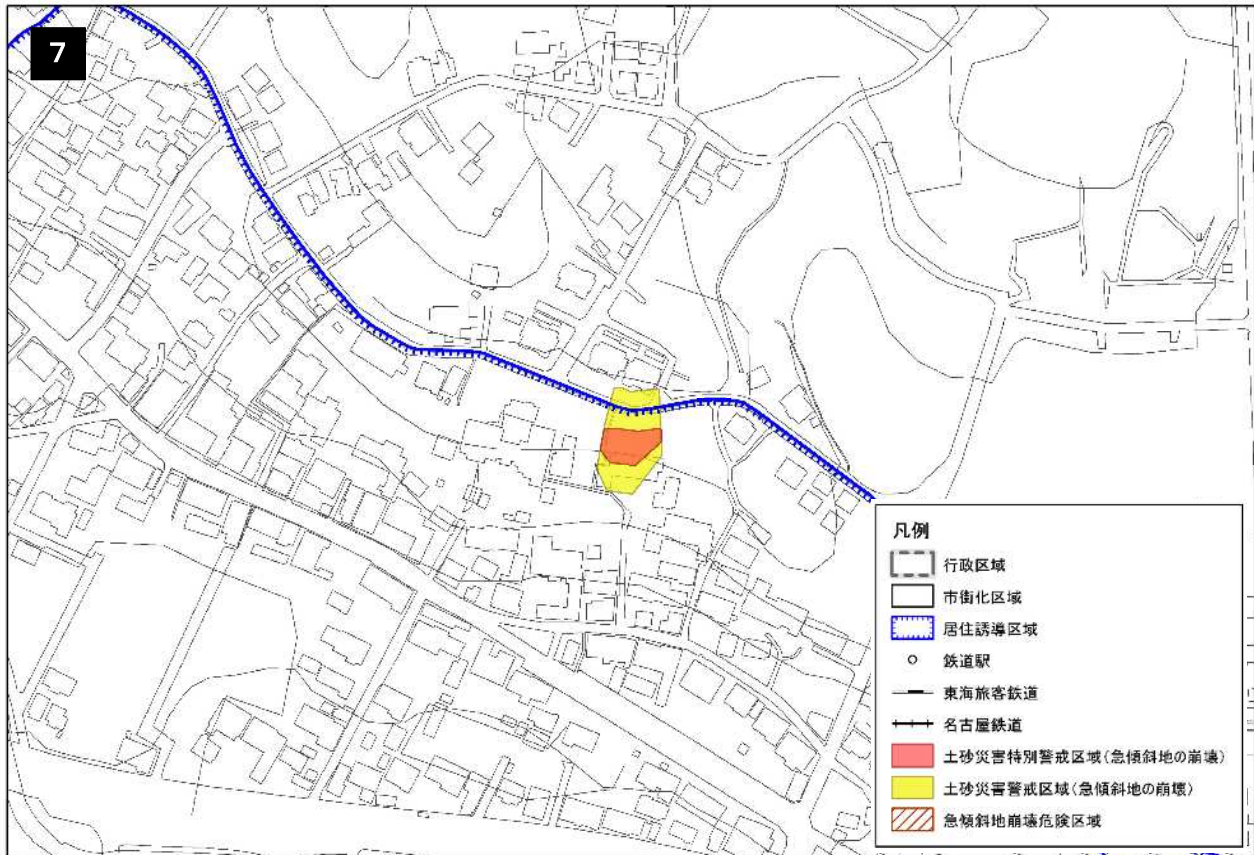 7
凡例
行政区域
市街化区域
居住誘導区域
鉄道駅
東海旅客鉄道
名古屋鉄道
土砂災害特別警戒区域(急傾斜地の崩壊)
土砂災害警戒区域(急傾斜地の崩壊)
急傾斜地崩壊危険区域